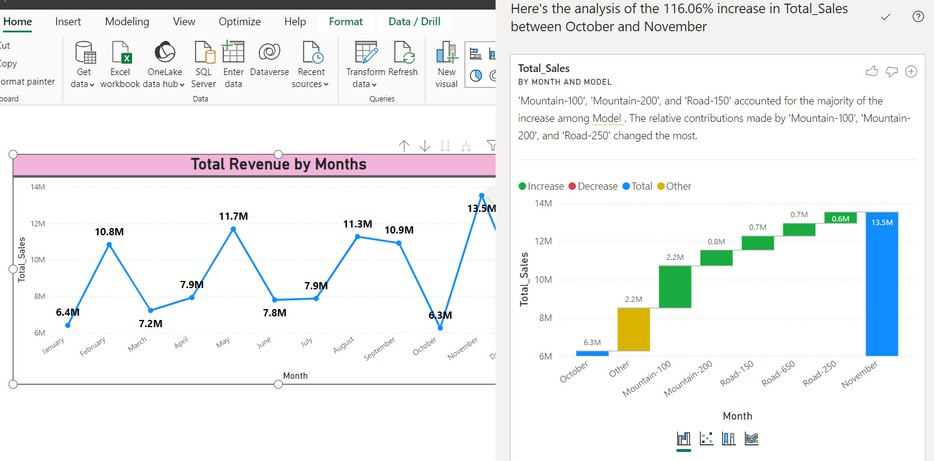 Home Insert Modeling View Optimize Help Format Data / Drill
Cut
Copy
Format painter
board
Get data
Excel workbook
OneLake data hub
SQL Server
Enter data
Dataverse
Recent sources
Data
Transform data
Refresh
Queries
New visual
Total Revenue by Months
Total_Sales
14M
12M
10M
8M
6M
6.4M
10.8M
7.2M
7.9M
11.7M
7.8M
7.9M
11.3M
10.9M
6.3M
13.5M
January
February
March
April
May
June
July
August
September
October
November
Month
Here's the analysis of the 116.06% increase in Total_Sales
between October and November
Total_Sales
BY MONTH AND MODEL
'Mountain-100', 'Mountain-200', and 'Road-150' accounted for the majority of the
increase among Model . The relative contributions made by 'Mountain-100', 'Mountain-
200', and 'Road-250' changed the most.
Increase Decrease Total Other
Total_Sales
14M
12M
10M
8M
6M
6.3M
2.2M
2.2M
0.8M
0.7M
0.7M
0.6M
13.5M
October
Other
Mountain-100
Mountain-200
Road-150
Road-650
Road-250
November
Month